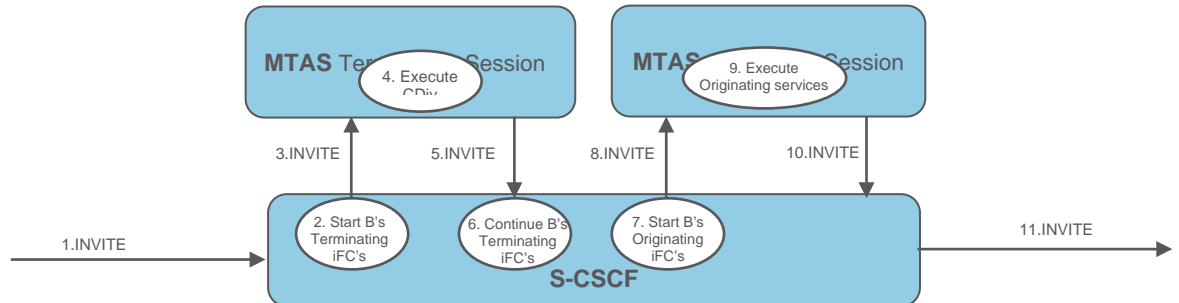 MTAS Session
4. Execute
CDiv
MTAS Session
9. Execute
Originating services
3.INVITE
5.INVITE
8.INVITE
10.INVITE
2. Start B's
Terminating
iFC's
6. Continue B's
Terminating
iFC's
7. Start B's
Originating
iFC's
1.INVITE
11.INVITE
S-CSCF